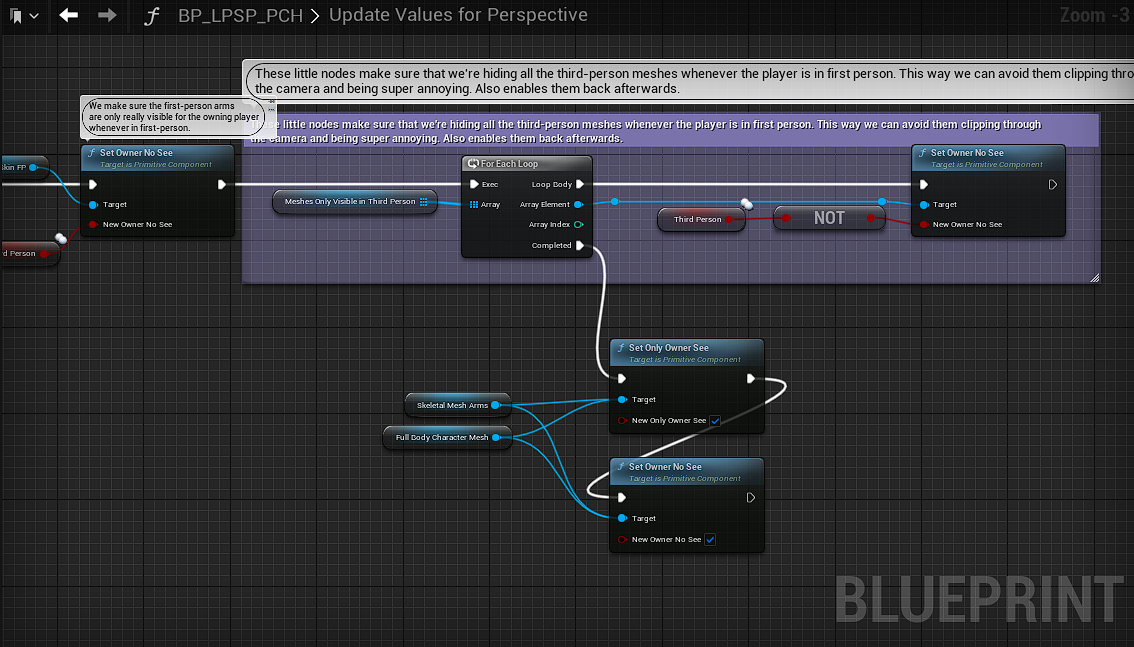 BP_LPSP_PCH > Update Values for Perspective
Zoom -3
These little nodes make sure that we're hiding all the third-person meshes whenever the player is in first person. This way we can avoid them clipping thro
the camera and being super annoying. Also enables them back afterwards.
We make sure the first-person arms
are only really visible for the owning player
whenever in first-person.
ese little nodes make sure that we're hiding all the third-person meshes whenever the player is in first person. This way we can avoid them clipping through
the camera and being super annoying. Also enables them back afterwards.
kin FP
Set Owner No See
Target is Primitive Component
Target
New Owner No See
d Person
Meshes Only Visible in Third Person
For Each Loop
Exec
Loop Body
Array
Array Element
Array Index
Completed
Third Person
NOT
Set Owner No See
Target is Primitive Component
Target
New Owner No See
Set Only Owner See
Target is Primitive Component
Target
New Only Owner See
Skeletal Mesh Arms
Full Body Character Mesh
Set Owner No See
Target is Primitive Component
Target
New Owner No See
BLUEPRINT